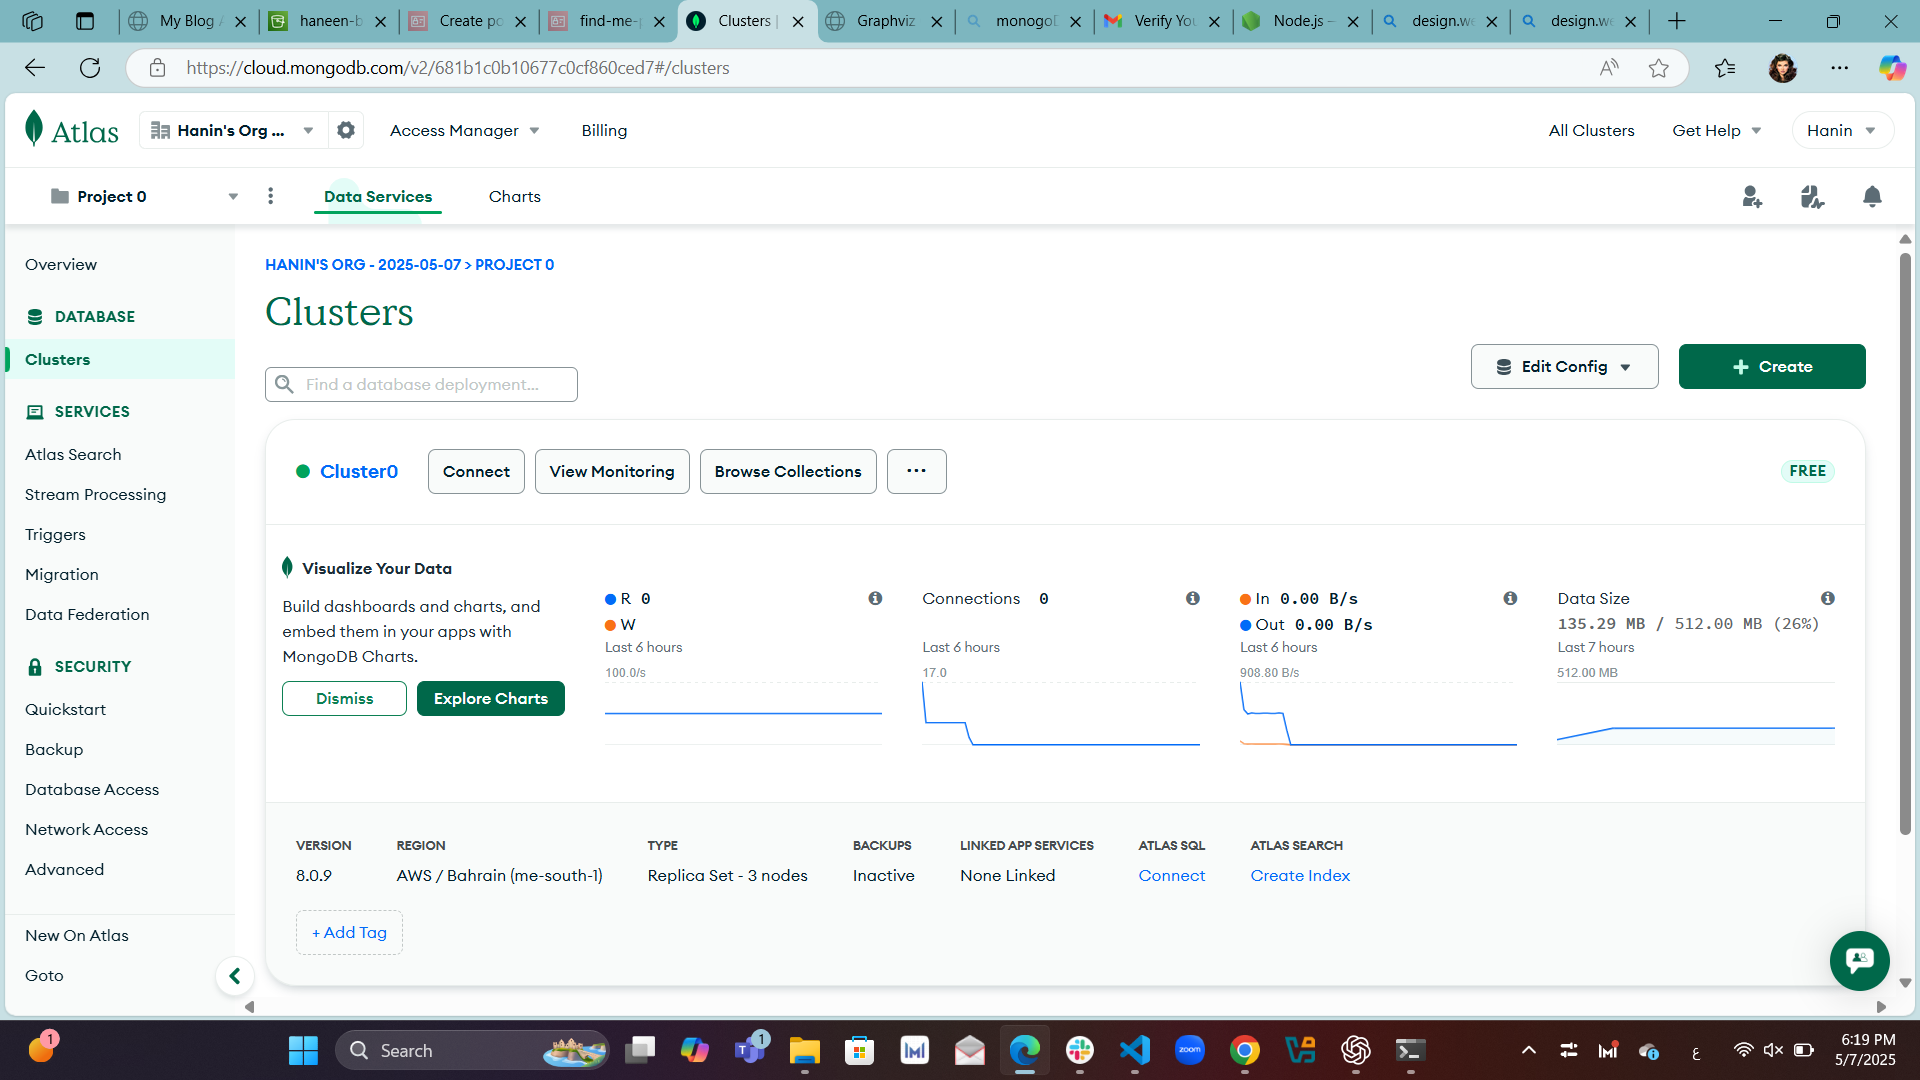 My Blog A
haneen-b
Create po
find-me-p
Clusters |
Graphviz
monogoD
Verify You
Node.js –
design.we
design.we
https://cloud.mongodb.com/v2/681b1c0b10677c0cf860ced7#/clusters
Atlas
Hanin's Org ...
Access Manager
Billing
All Clusters
Get Help
Hanin
Project 0
Data Services
Charts
Overview
DATABASE
Clusters
SERVICES
Atlas Search
Stream Processing
Triggers
Migration
Data Federation
SECURITY
Quickstart
Backup
Database Access
Network Access
Advanced
New On Atlas
Goto
HANIN'S ORG - 2025-05-07 > PROJECT 0
Clusters
Find a database deployment...
Edit Config
+ Create
Cluster0
Connect
View Monitoring
Browse Collections
...
FREE
Visualize Your Data
Build dashboards and charts, and
embed them in your apps with
MongoDB Charts.
Dismiss
Explore Charts
R 0
W
Last 6 hours
100.0/s
Connections 0
Last 6 hours
17.0
In 0.00 B/s
Out 0.00 B/s
Last 6 hours
908.80 B/s
Data Size
135.29 MB / 512.00 MB (26%)
Last 7 hours
512.00 MB
VERSION
8.0.9
REGION
AWS / Bahrain (me-south-1)
TYPE
Replica Set - 3 nodes
BACKUPS
Inactive
LINKED APP SERVICES
None Linked
ATLAS SQL
Connect
ATLAS SEARCH
Create Index
+ Add Tag
1
Search
1
zoom
ع
6:19 PM
5/7/2025